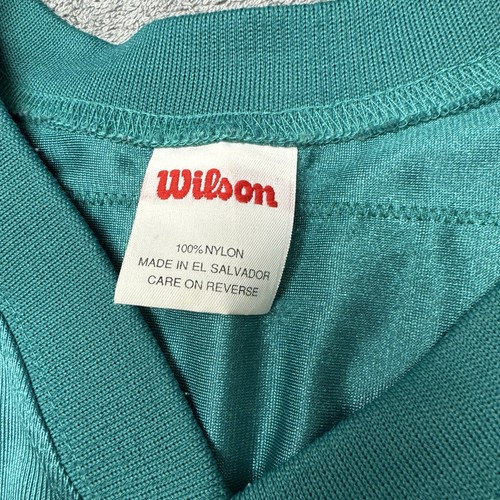 Wilson
100% NYLON
MADE IN EL SALVADOR
CARE ON REVERSE